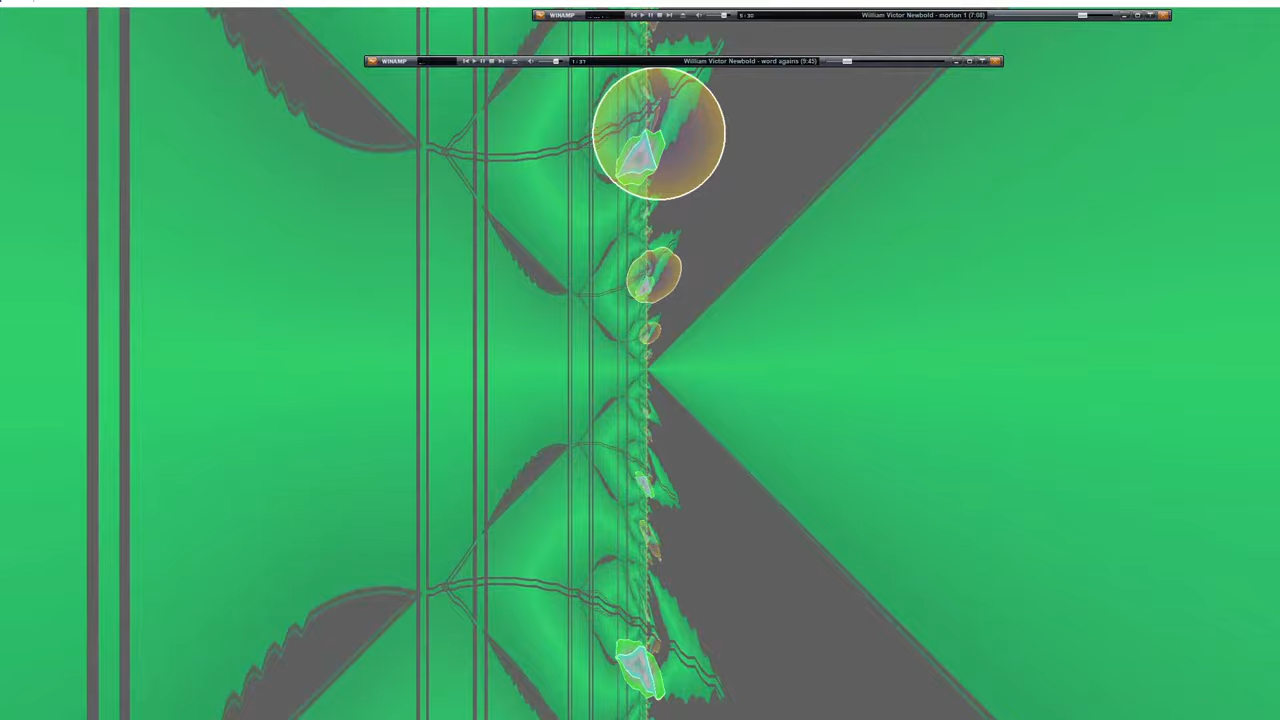 WINAMP William Victor Newbold - morton 1 (7:08)
WINAMP William Victor Newbold - word agains (9:45)